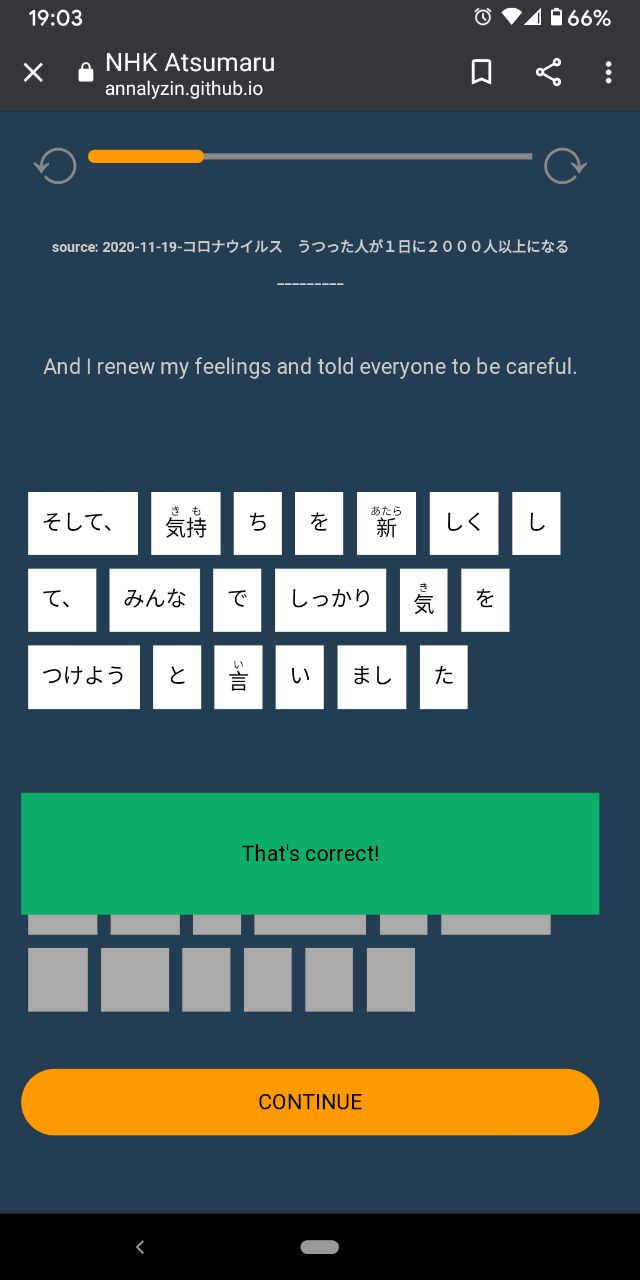 19:03 66%
NHK Atsumaru
annalyzin.github.io
source: 2020-11-19-コロナウイルス　うつった人が１日に２０００人以上になる
_________
And I renew my feelings and told everyone to be careful.
き も あたら
そして、 気持 ち を 新 しく し
き
て、 みんな で しっかり 気 を
い
つけよう と 言 い まし た
That's correct!
CONTINUE